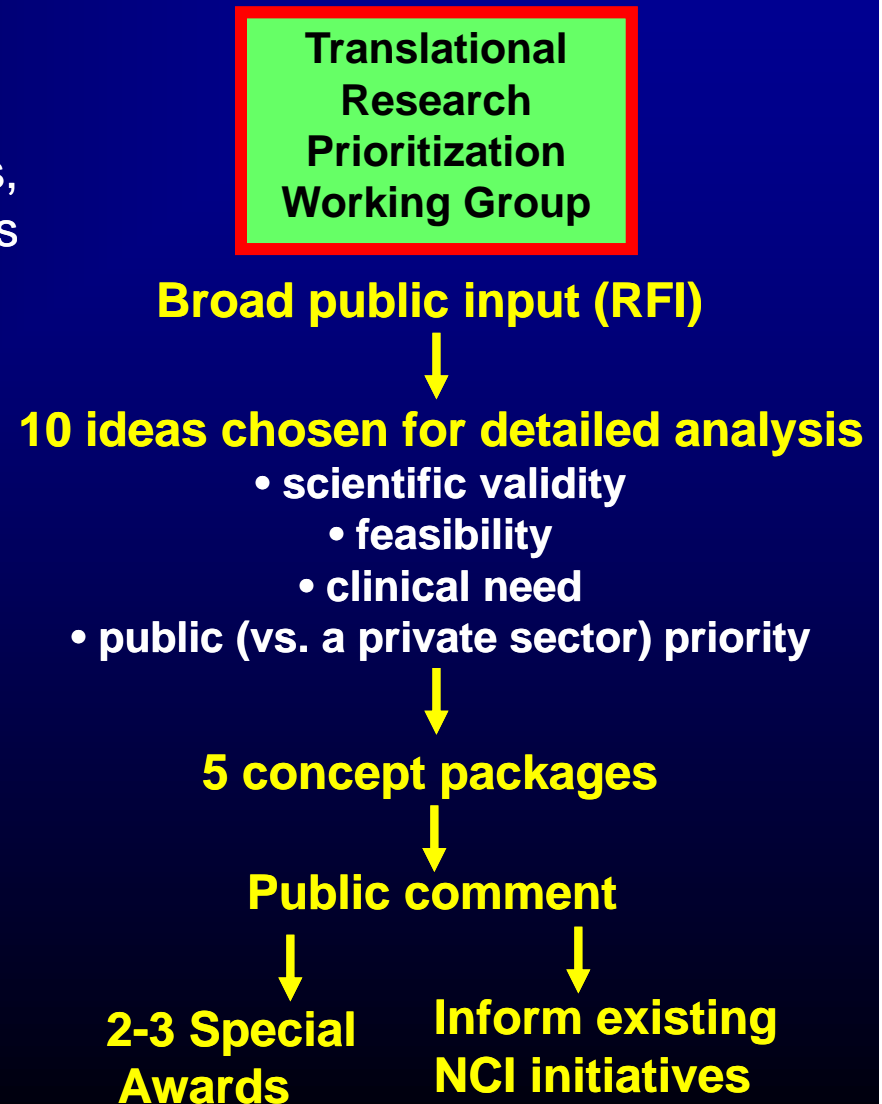 Translational
Research
Prioritization
Working Group
Broad public input (RFI)
10 ideas chosen for detailed analysis
• scientific validity
• feasibility
• clinical need
• public (vs. a private sector) priority
5 concept packages
Public comment
2-3 Special
Awards
Inform existing
NCI initiatives